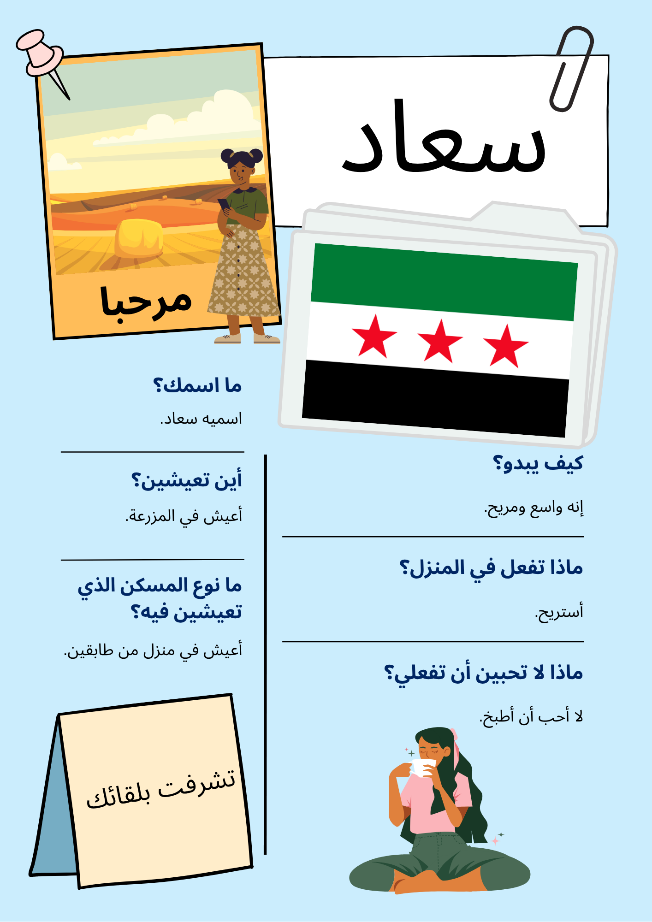 سعاد
مرحبا
ما اسمك؟
اسميه سعاد.
أين تعيشين؟
أعيش في المزرعة.
ما نوع المسكن الذي
تعيشين فيه؟
أعيش في منزل من طابقين.
كيف يبدو؟
إنه واسع ومريح.
ماذا تفعل في المنزل؟
أستريح.
ماذا لا تحبين أن تفعلي؟
لا أحب أن أطبخ.
تشرفت بلقائك